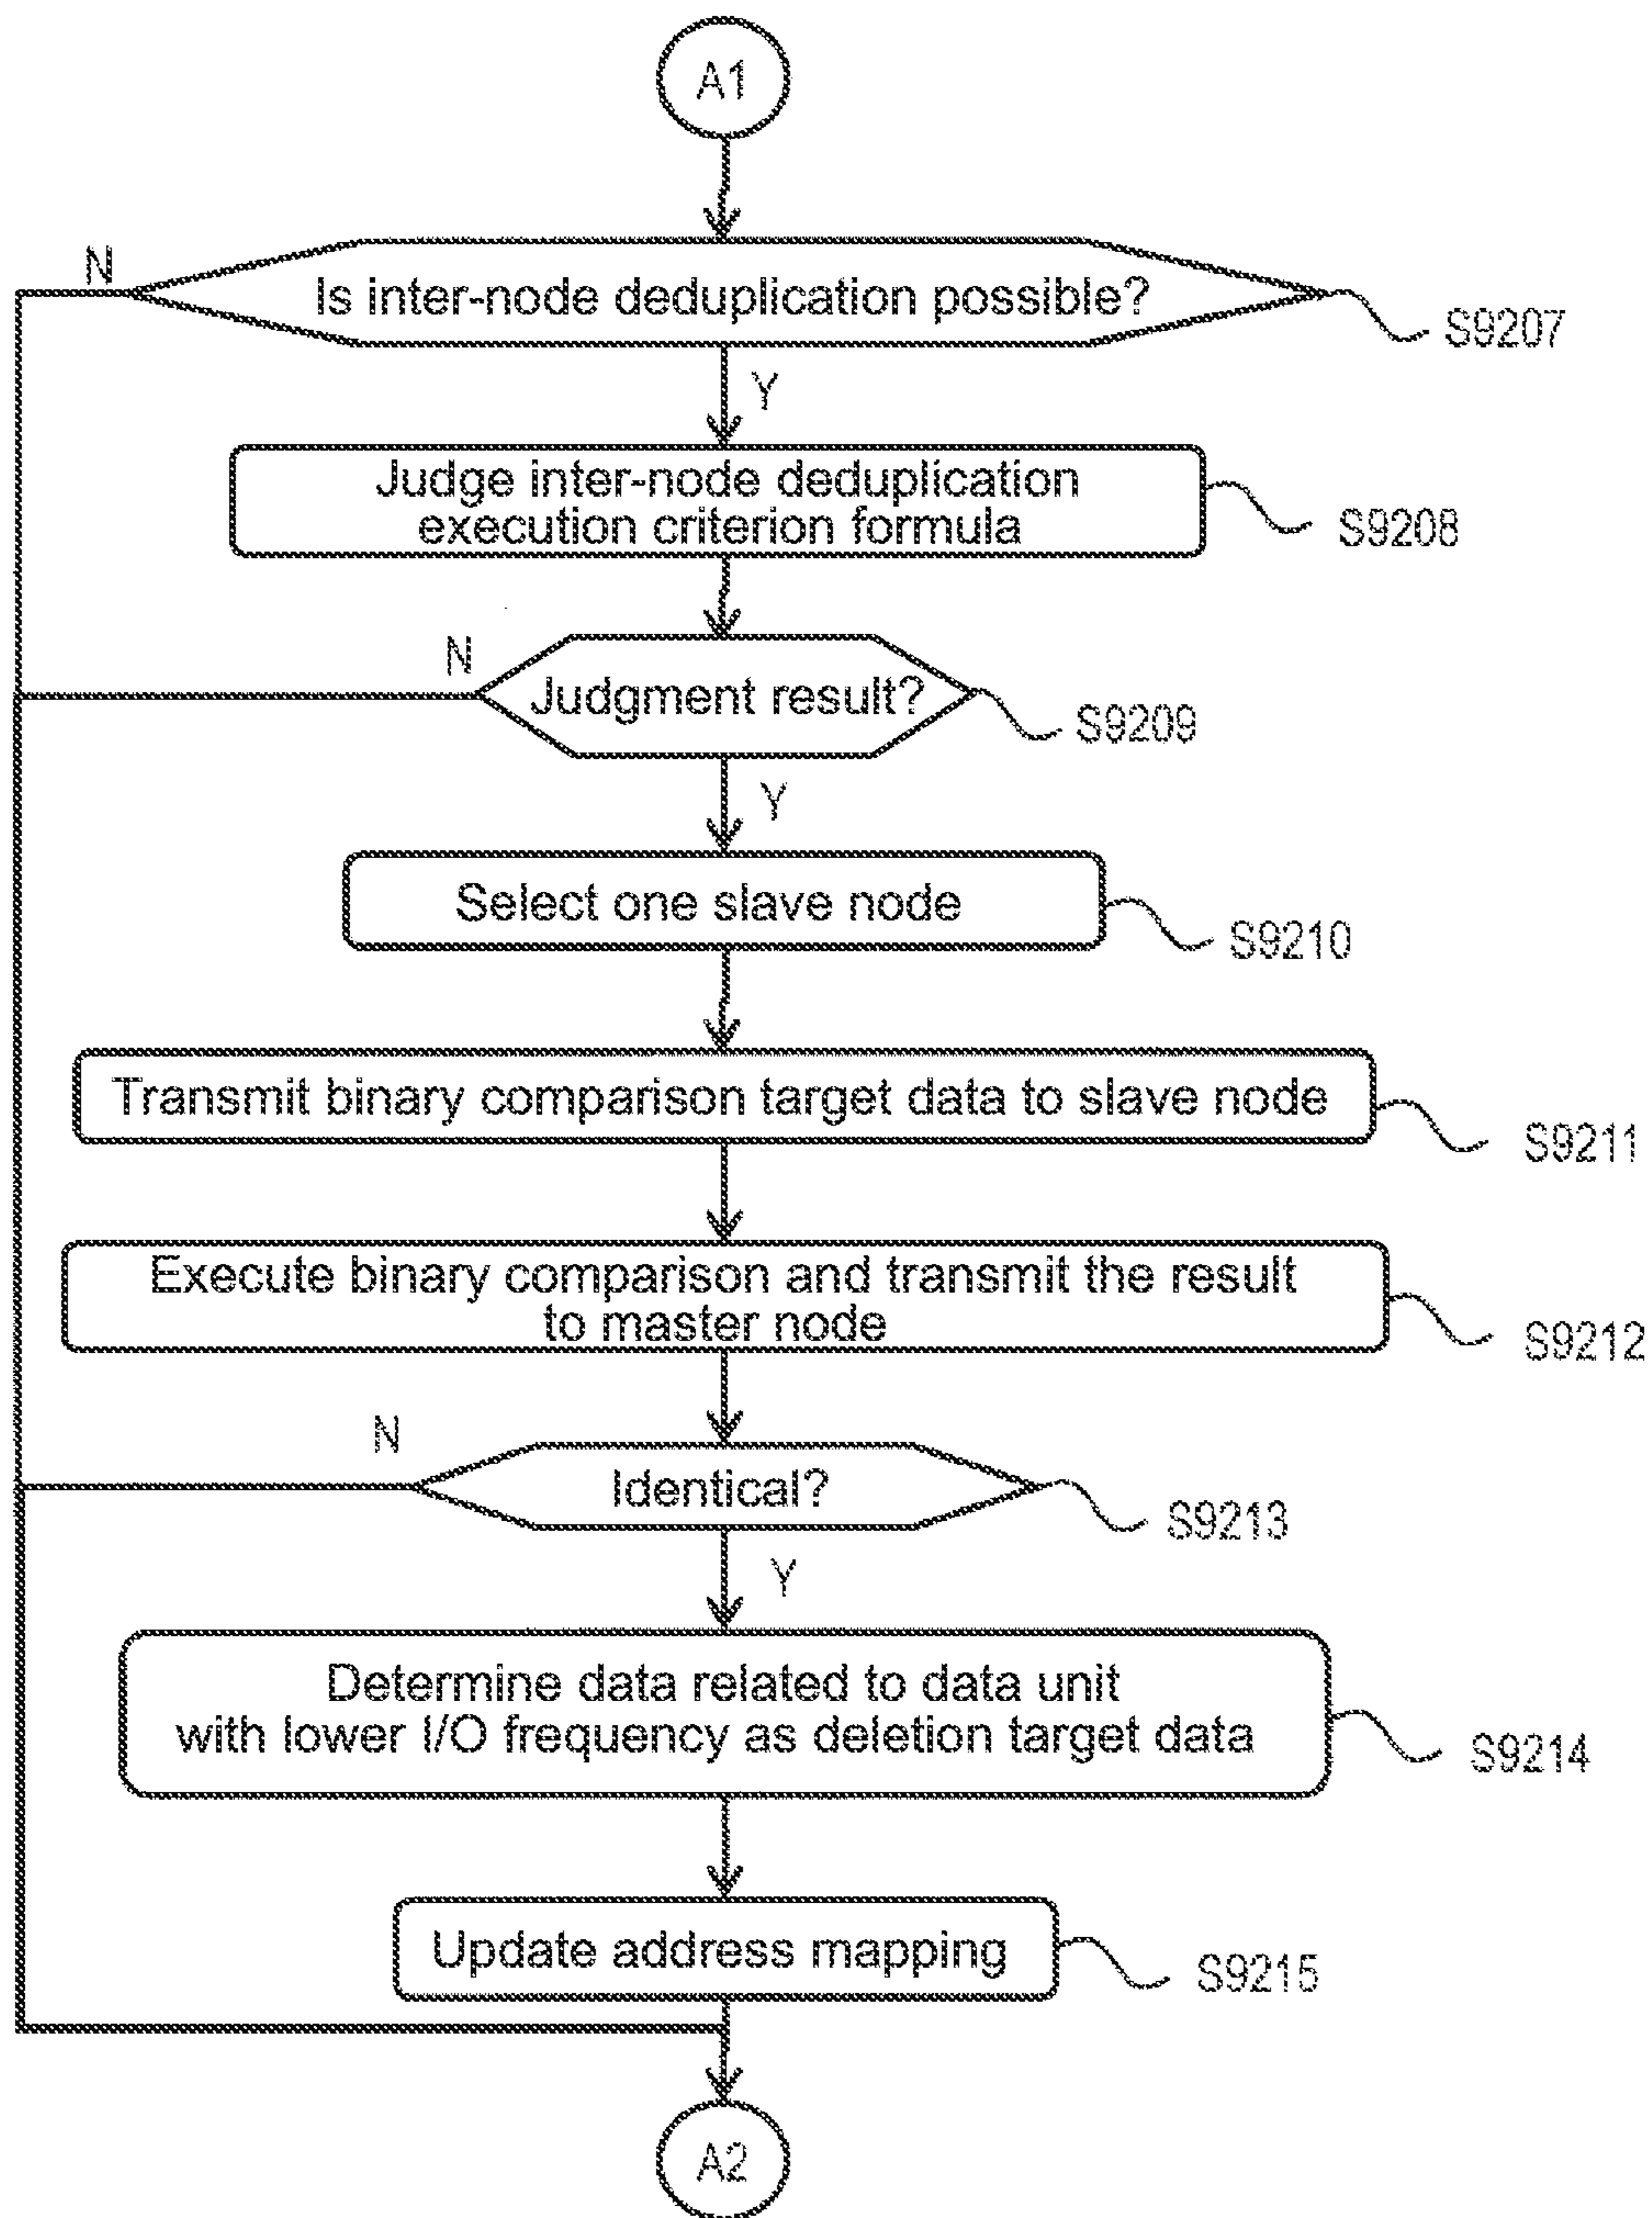 A1
N
Is inter-node deduplication possible?
S9207
Y
Judge inter-node deduplication
execution criterion formula
S9208
N
Judgment result?
S9209
Y
Select one slave node
S9210
Transmit binary comparison target data to slave node
S9211
Execute binary comparison and transmit the result
to master node
S9212
N
Identical?
S9213
Y
Determine data related to data unit
with lower I/O frequency as deletion target data
S9214
Update address mapping
S9215
A2